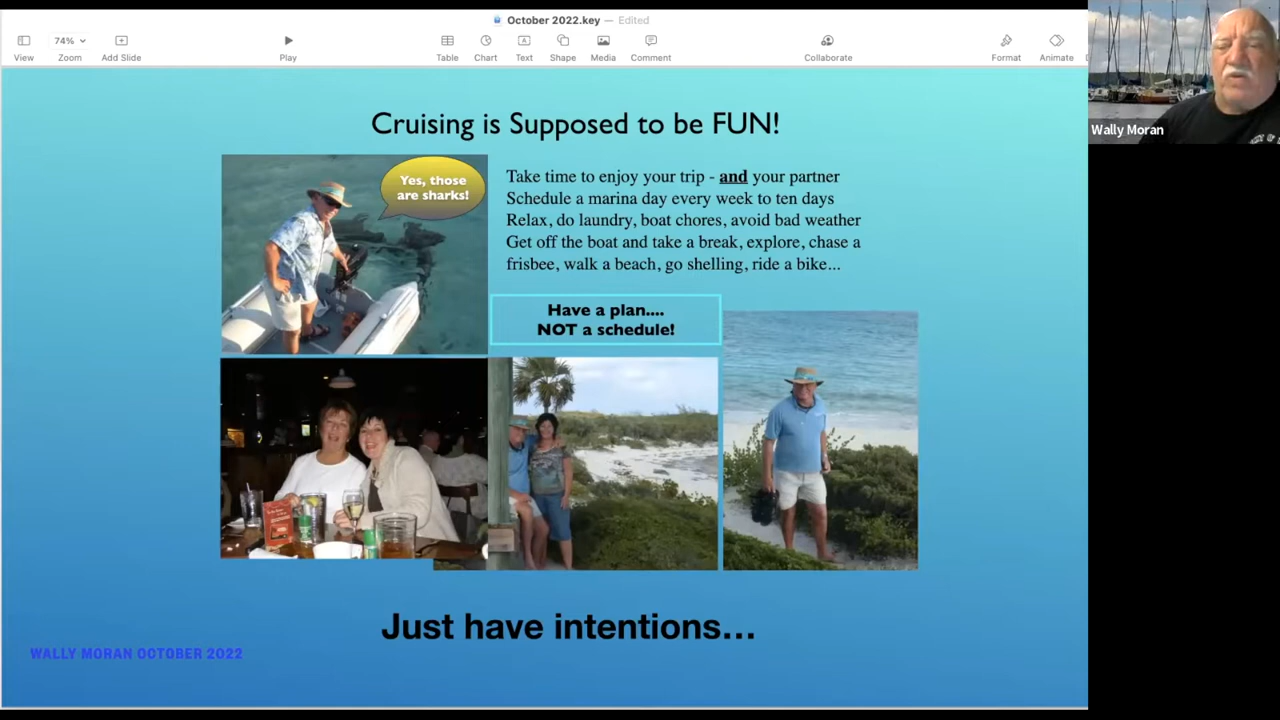 October 2022.key — Edited
74%
View
Zoom
Add Slide
Play
Table
Chart
Text
Shape
Media
Comment
Collaborate
Format
Animate
Wally Moran
Cruising is Supposed to be FUN!
Yes, those
are sharks!
Take time to enjoy your trip - and your partner
Schedule a marina day every week to ten days
Relax, do laundry, boat chores, avoid bad weather
Get off the boat and take a break, explore, chase a
frisbee, walk a beach, go shelling, ride a bike...
Have a plan....
NOT a schedule!
Just have intentions...
WALLY MORAN OCTOBER 2022